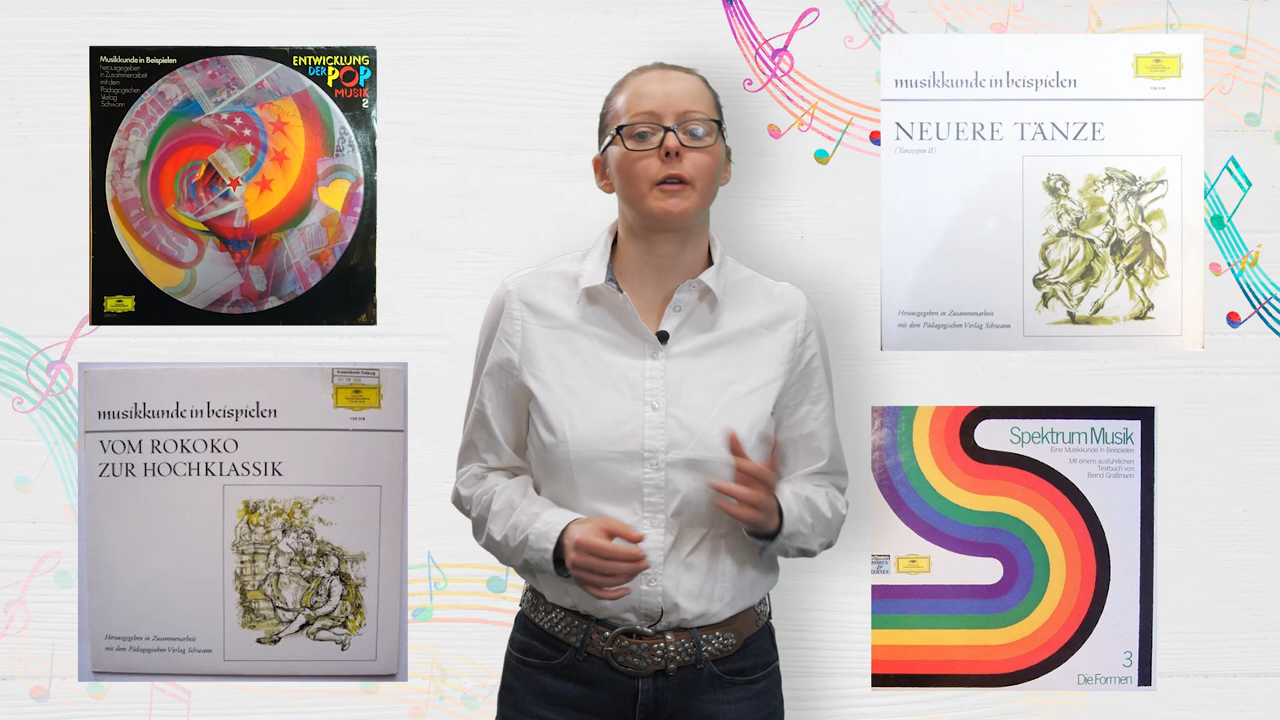 Musikkunde in Beispielen
herausgegeben
in Zusammenarbeit
mit dem
Pädagogischen
Verlag
Schwann
ENTWICKLUNG
DER POP
MUSIK
2
musikkunde in beispielen
NEUERE TÄNZE
(Tanztypen II)
Herausgegeben in Zusammenarbeit
mit dem Pädagogischen Verlag Schwann
musikkunde in beispielen
VOM ROKOKO
ZUR HOCHKLASSIK
Herausgegeben in Zusammenarbeit
mit dem Pädagogischen Verlag Schwann
Spektrum Musik
Eine Musikkunde in Beispielen
Mit einem ausführlichen
Textbuch von
Bernd Graßmann
3
Die Formen